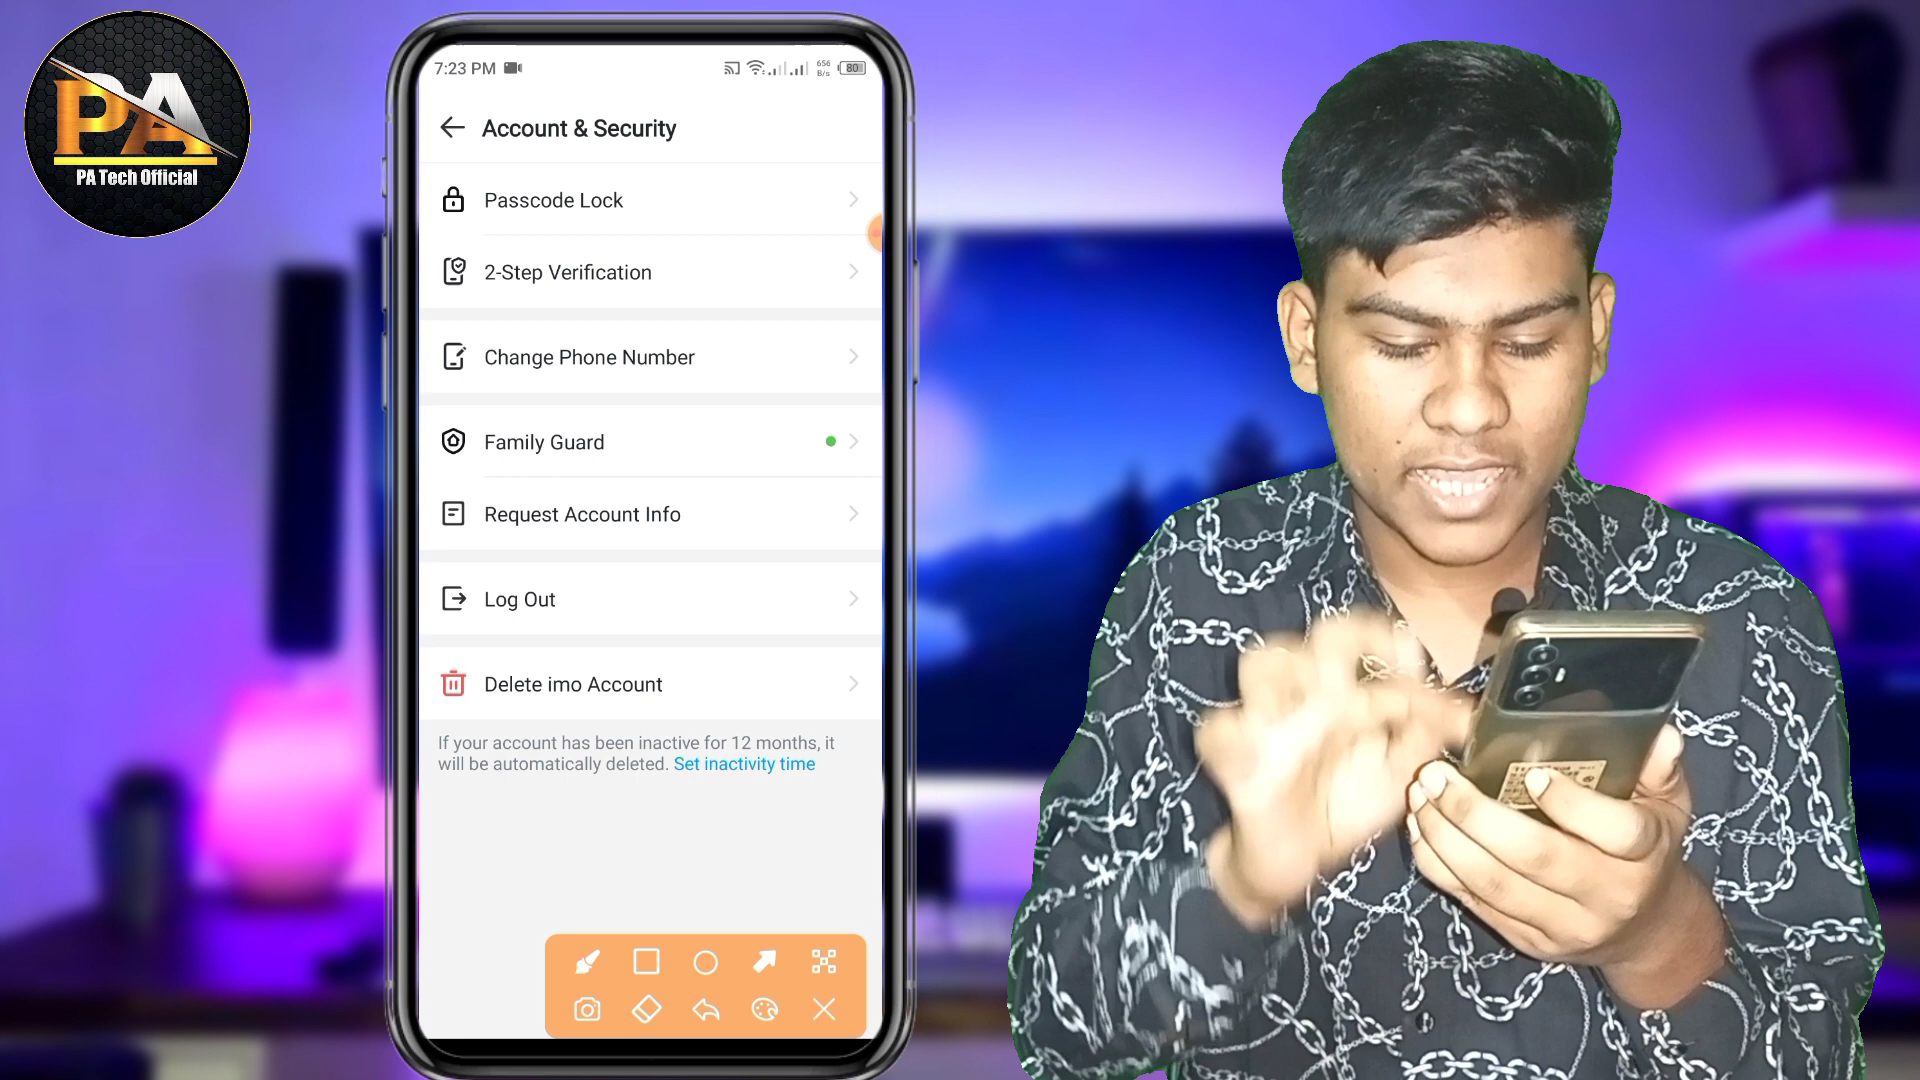 PA
PA Tech Official
7:23 PM
656
B/s
80
Account & Security
Passcode Lock
2-Step Verification
Change Phone Number
Family Guard
Request Account Info
Log Out
Delete imo Account
If your account has been inactive for 12 months, it
will be automatically deleted. Set inactivity time